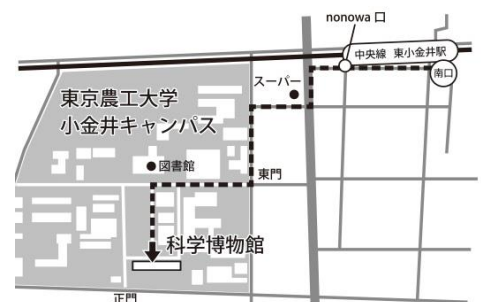 nonowa 口
中央線 東小金井駅
南口
スーパー
東京農工大学
小金井キャンパス
図書館
東門
科学博物館
正門